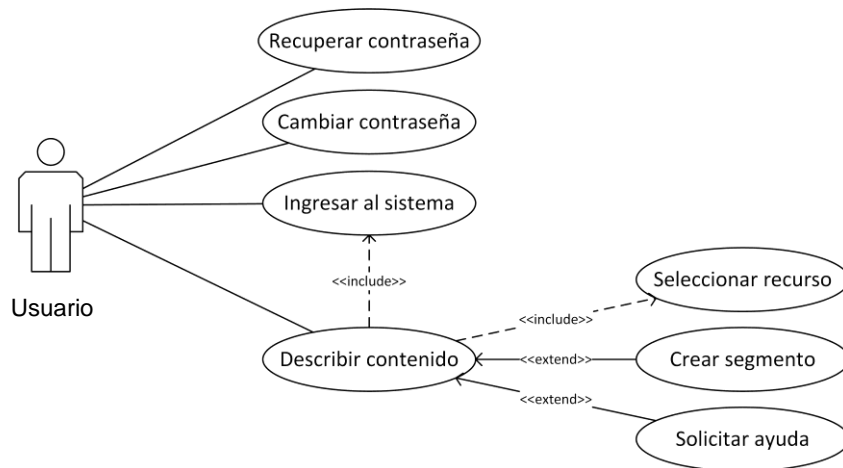 Recuperar contraseña
Cambiar contraseña
Ingresar al sistema
Usuario
<<include>>
Seleccionar recurso
<<include>>
Describir contenido
<<extend>>
Crear segmento
<<extend>>
Solicitar ayuda